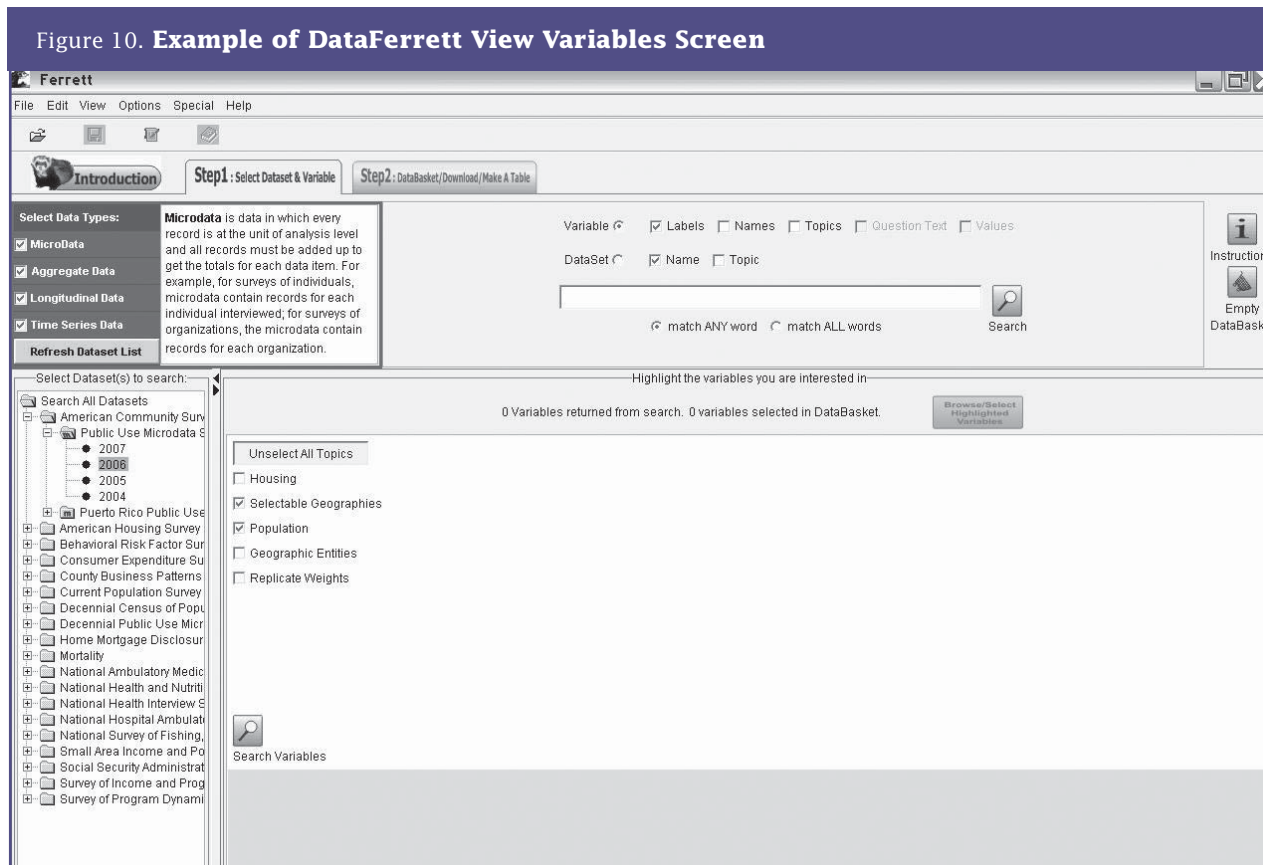 Figure 10. Example of DataFerrett View Variables Screen
Ferrett
File Edit View Options Special Help
Introduction
Step1 : Select Dataset & Variable
Step2 : DataBasket/Download/Make A Table
Select Data Types:
MicroData
Aggregate Data
Longitudinal Data
Time Series Data
Refresh Dataset List
Microdata is data in which every
record is at the unit of analysis level
and all records must be added up to
get the totals for each data item. For
example, for surveys of individuals,
microdata contain records for each
individual interviewed; for surveys of
organizations, the microdata contain
records for each organization.
Variable Labels Names Topics Question Text Values
DataSet Name Topic
match ANY word match ALL words
Search
Instruction
Empty
DataBask
Select Dataset(s) to search:
Search All Datasets
American Community Surv
Public Use Microdata S
2007
2006
2005
2004
Puerto Rico Public Use
American Housing Survey
Behavioral Risk Factor Sur
Consumer Expenditure Su
County Business Patterns
Current Population Survey
Decennial Census of Popu
Decennial Public Use Micr
Home Mortgage Disclosur
Mortality
National Ambulatory Medic
National Health and Nutriti
National Health Interview S
National Hospital Ambulat
National Survey of Fishing,
Small Area Income and Po
Social Security Administrat
Survey of Income and Prog
Survey of Program Dynami
Highlight the variables you are interested in
0 Variables returned from search. 0 variables selected in DataBasket.
Browse/Select
Highlighted
Variables
Unselect All Topics
Housing
Selectable Geographies
Population
Geographic Entities
Replicate Weights
Search Variables